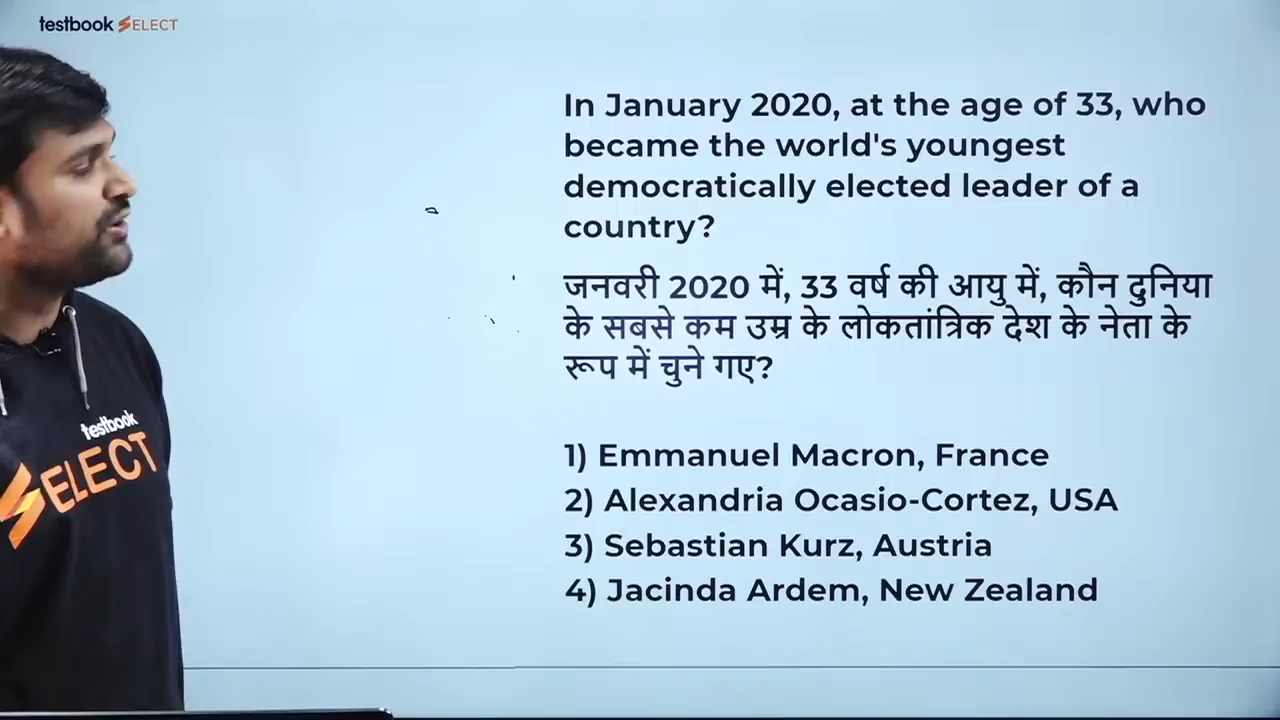 testbook SELECT
In January 2020, at the age of 33, who
became the world's youngest
democratically elected leader of a
country?
जनवरी 2020 में, 33 वर्ष की आयु में, कौन दुनिया
के सबसे कम उम्र के लोकतांत्रिक देश के नेता के
रूप में चुने गए?
1) Emmanuel Macron, France
2) Alexandria Ocasio-Cortez, USA
3) Sebastian Kurz, Austria
4) Jacinda Ardem, New Zealand
testbook
SELECT